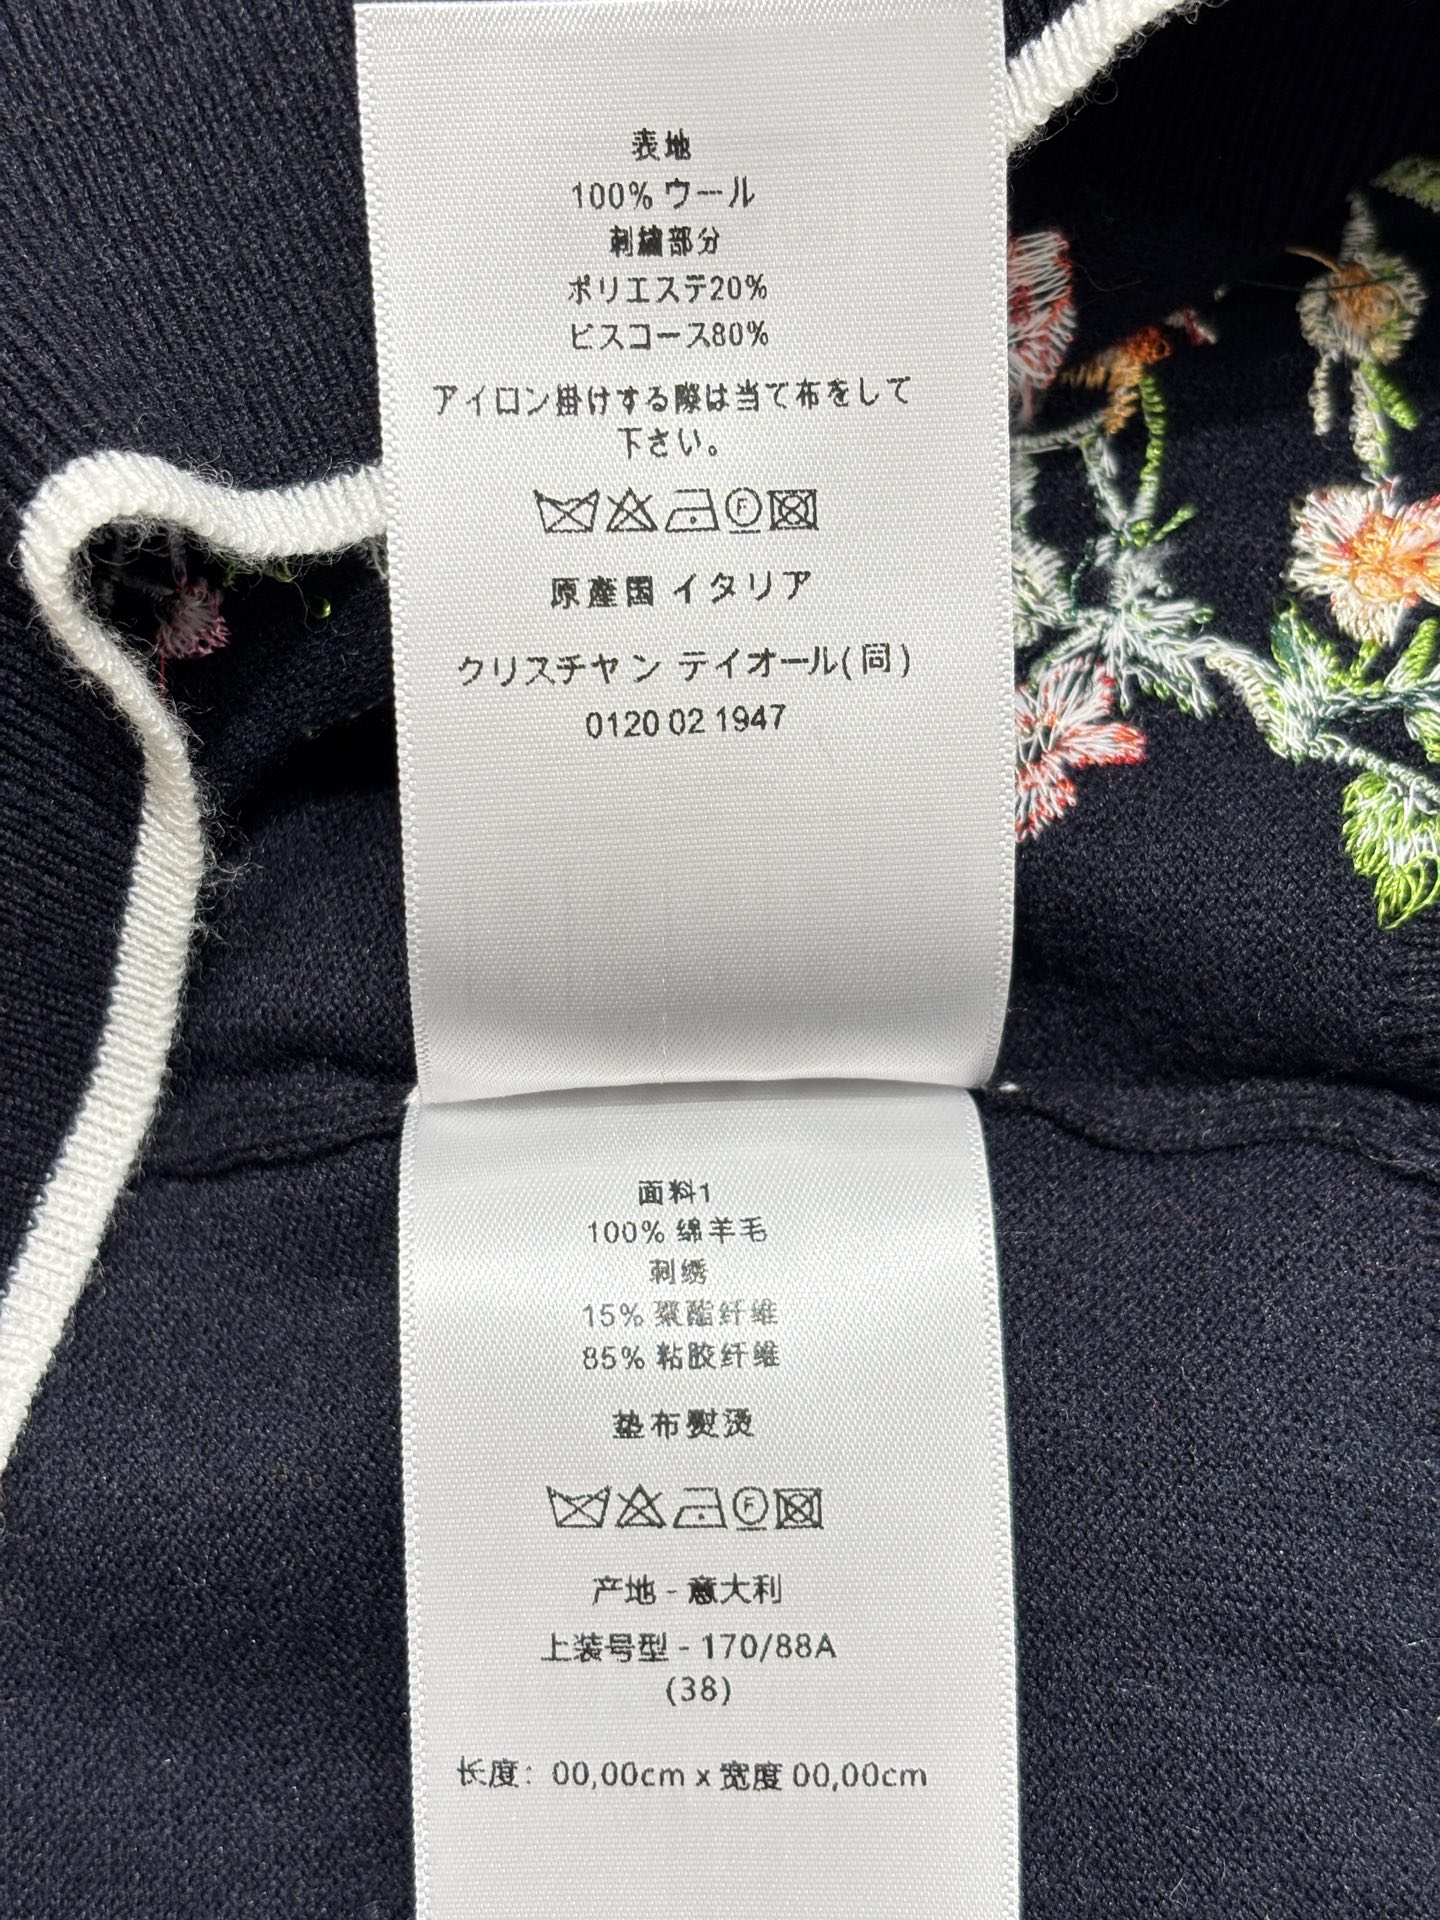 表地
100% ウール
刺繍部分
ポリエステ20%
ビスコース80%
アイロン掛けする際は当て布をして
下さい。
F
原産国 イタリア
クリスチャン ディオール(同)
0120 02 1947
面料1
100% 绵羊毛
刺绣
15% 聚酯纤维
85% 粘胶纤维
垫布熨烫
F
产地 - 意大利
上装号型 - 170/88A
(38)
长度: 00,00cm x 宽度 00,00cm